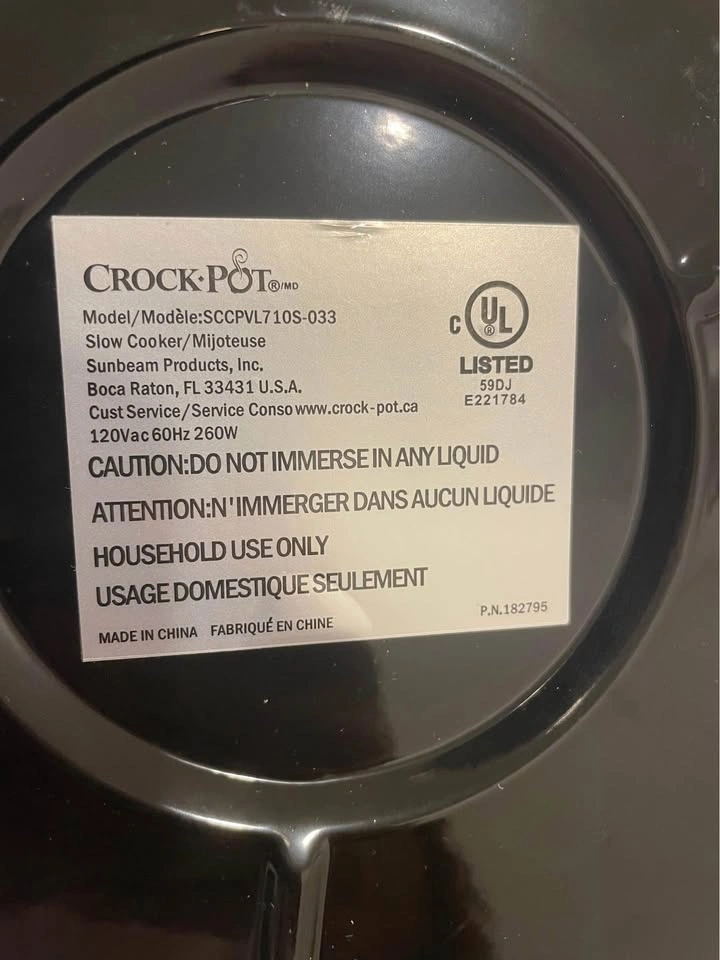 CROCK·POT®/MD
Model/Modèle:SCCPVL710S-033
Slow Cooker/Mijoteuse
Sunbeam Products, Inc.
Boca Raton, FL 33431 U.S.A.
Cust Service/Service Conso www.crock-pot.ca
120Vac 60Hz 260W
C UL ®
LISTED
59DJ
E221784
CAUTION:DO NOT IMMERSE IN ANY LIQUID
ATTENTION:N'IMMERGER DANS AUCUN LIQUIDE
HOUSEHOLD USE ONLY
USAGE DOMESTIQUE SEULEMENT
P.N.182795
MADE IN CHINA FABRIQUÉ EN CHINE